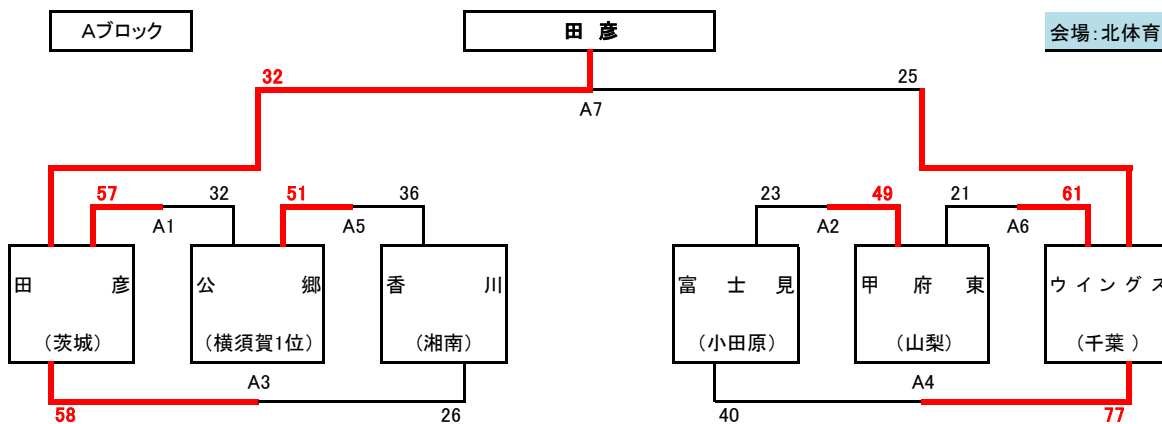 Aブロック
田 彦
会場:北体育
32
25
A7
57
32
51
36
23
49
21
61
A1
A5
A2
A6
田 彦
公 郷
香 川
富 士 見
甲 府 東
ウイングス
(茨城)
(横須賀1位)
(湘南)
(小田原)
(山梨)
(千葉 )
A3
A4
58
26
40
77